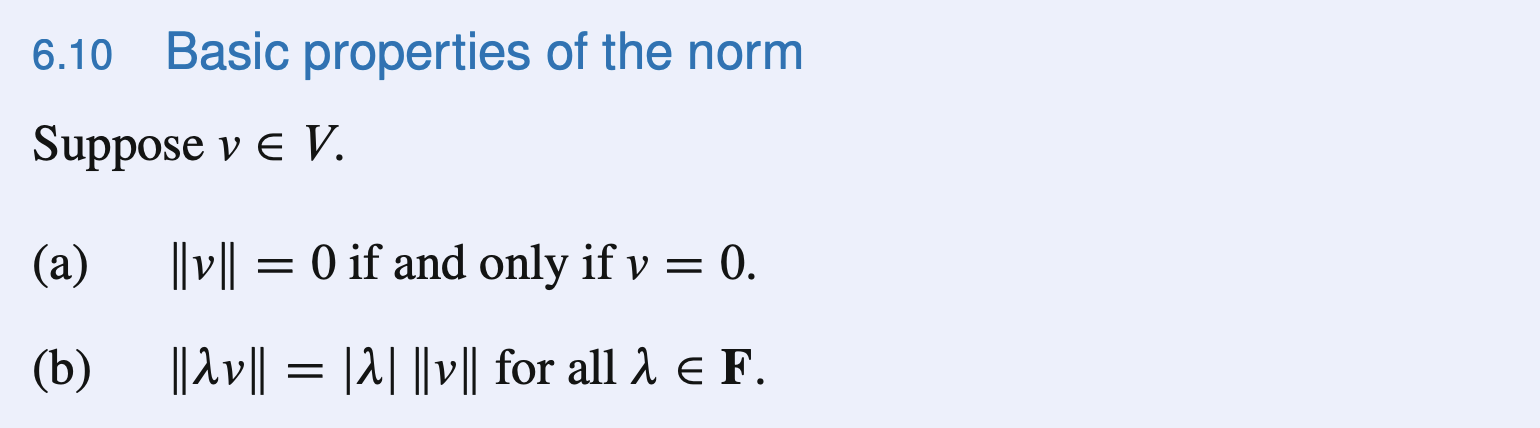 6.10 Basic properties of the norm
Suppose v ∈ V.
(a) ‖v‖ = 0 if and only if v = 0.
(b) ‖λv‖ = |λ| ‖v‖ for all λ ∈ F.